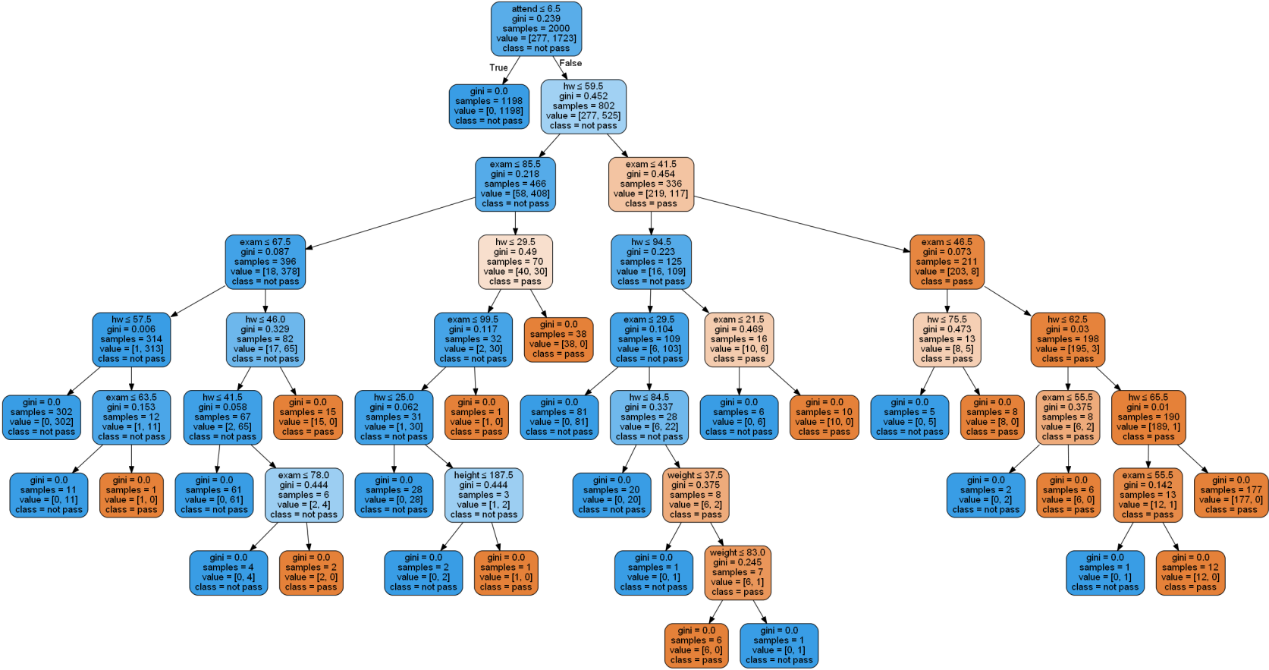 attend ≤ 6.5
gini = 0.239
samples = 2000
value = [277, 1723]
class = not pass
True
False
gini = 0.0
samples = 1198
value = [0, 1198]
class = not pass
hw ≤ 59.5
gini = 0.452
samples = 802
value = [277, 525]
class = not pass
exam ≤ 85.5
gini = 0.218
samples = 466
value = [58, 408]
class = not pass
exam ≤ 41.5
gini = 0.454
samples = 336
value = [219, 117]
class = pass
exam ≤ 67.5
gini = 0.087
samples = 396
value = [18, 378]
class = not pass
hw ≤ 29.5
gini = 0.49
samples = 70
value = [40, 30]
class = pass
hw ≤ 94.5
gini = 0.223
samples = 125
value = [16, 109]
class = not pass
exam ≤ 46.5
gini = 0.073
samples = 211
value = [203, 8]
class = pass
hw ≤ 57.5
gini = 0.006
samples = 314
value = [1, 313]
class = not pass
hw ≤ 46.0
gini = 0.329
samples = 82
value = [17, 65]
class = not pass
exam ≤ 99.5
gini = 0.117
samples = 32
value = [2, 30]
class = not pass
gini = 0.0
samples = 38
value = [38, 0]
class = pass
exam ≤ 29.5
gini = 0.104
samples = 109
value = [6, 103]
class = not pass
exam ≤ 21.5
gini = 0.469
samples = 16
value = [10, 6]
class = pass
hw ≤ 75.5
gini = 0.473
samples = 13
value = [8, 5]
class = pass
hw ≤ 62.5
gini = 0.03
samples = 198
value = [195, 3]
class = pass
gini = 0.0
samples = 302
value = [0, 302]
class = not pass
exam ≤ 63.5
gini = 0.153
samples = 12
value = [1, 11]
class = not pass
hw ≤ 41.5
gini = 0.058
samples = 67
value = [2, 65]
class = not pass
gini = 0.0
samples = 15
value = [15, 0]
class = pass
hw ≤ 25.0
gini = 0.062
samples = 31
value = [1, 30]
class = not pass
gini = 0.0
samples = 1
value = [1, 0]
class = pass
gini = 0.0
samples = 81
value = [0, 81]
class = not pass
hw ≤ 84.5
gini = 0.337
samples = 28
value = [6, 22]
class = not pass
gini = 0.0
samples = 6
value = [0, 6]
class = not pass
gini = 0.0
samples = 10
value = [10, 0]
class = pass
gini = 0.0
samples = 5
value = [0, 5]
class = not pass
gini = 0.0
samples = 8
value = [8, 0]
class = pass
exam ≤ 55.5
gini = 0.375
samples = 8
value = [6, 2]
class = pass
hw ≤ 65.5
gini = 0.01
samples = 190
value = [189, 1]
class = pass
gini = 0.0
samples = 11
value = [0, 11]
class = not pass
gini = 0.0
samples = 1
value = [1, 0]
class = pass
gini = 0.0
samples = 61
value = [0, 61]
class = not pass
exam ≤ 78.0
gini = 0.444
samples = 6
value = [2, 4]
class = not pass
gini = 0.0
samples = 28
value = [0, 28]
class = not pass
height ≤ 187.5
gini = 0.444
samples = 3
value = [1, 2]
class = not pass
gini = 0.0
samples = 20
value = [0, 20]
class = not pass
weight ≤ 37.5
gini = 0.375
samples = 8
value = [6, 2]
class = pass
gini = 0.0
samples = 2
value = [0, 2]
class = not pass
gini = 0.0
samples = 6
value = [6, 0]
class = pass
exam ≤ 55.5
gini = 0.142
samples = 13
value = [12, 1]
class = pass
gini = 0.0
samples = 177
value = [177, 0]
class = pass
gini = 0.0
samples = 4
value = [0, 4]
class = not pass
gini = 0.0
samples = 2
value = [2, 0]
class = pass
gini = 0.0
samples = 2
value = [0, 2]
class = not pass
gini = 0.0
samples = 1
value = [1, 0]
class = pass
gini = 0.0
samples = 1
value = [0, 1]
class = not pass
weight ≤ 83.0
gini = 0.245
samples = 7
value = [6, 1]
class = pass
gini = 0.0
samples = 1
value = [0, 1]
class = not pass
gini = 0.0
samples = 12
value = [12, 0]
class = pass
gini = 0.0
samples = 6
value = [6, 0]
class = pass
gini = 0.0
samples = 1
value = [0, 1]
class = not pass